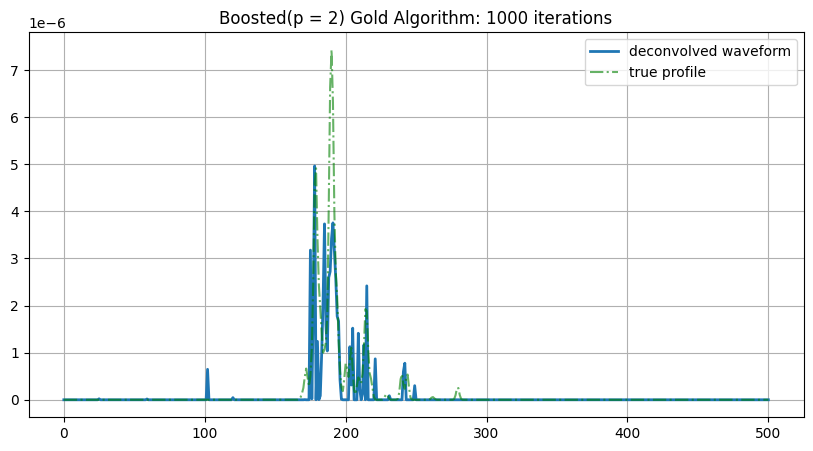 Boosted(p = 2) Gold Algorithm: 1000 iterations
1e−6
deconvolved waveform
true profile
7
6
5
4
3
2
1
0
0 100 200 300 400 500